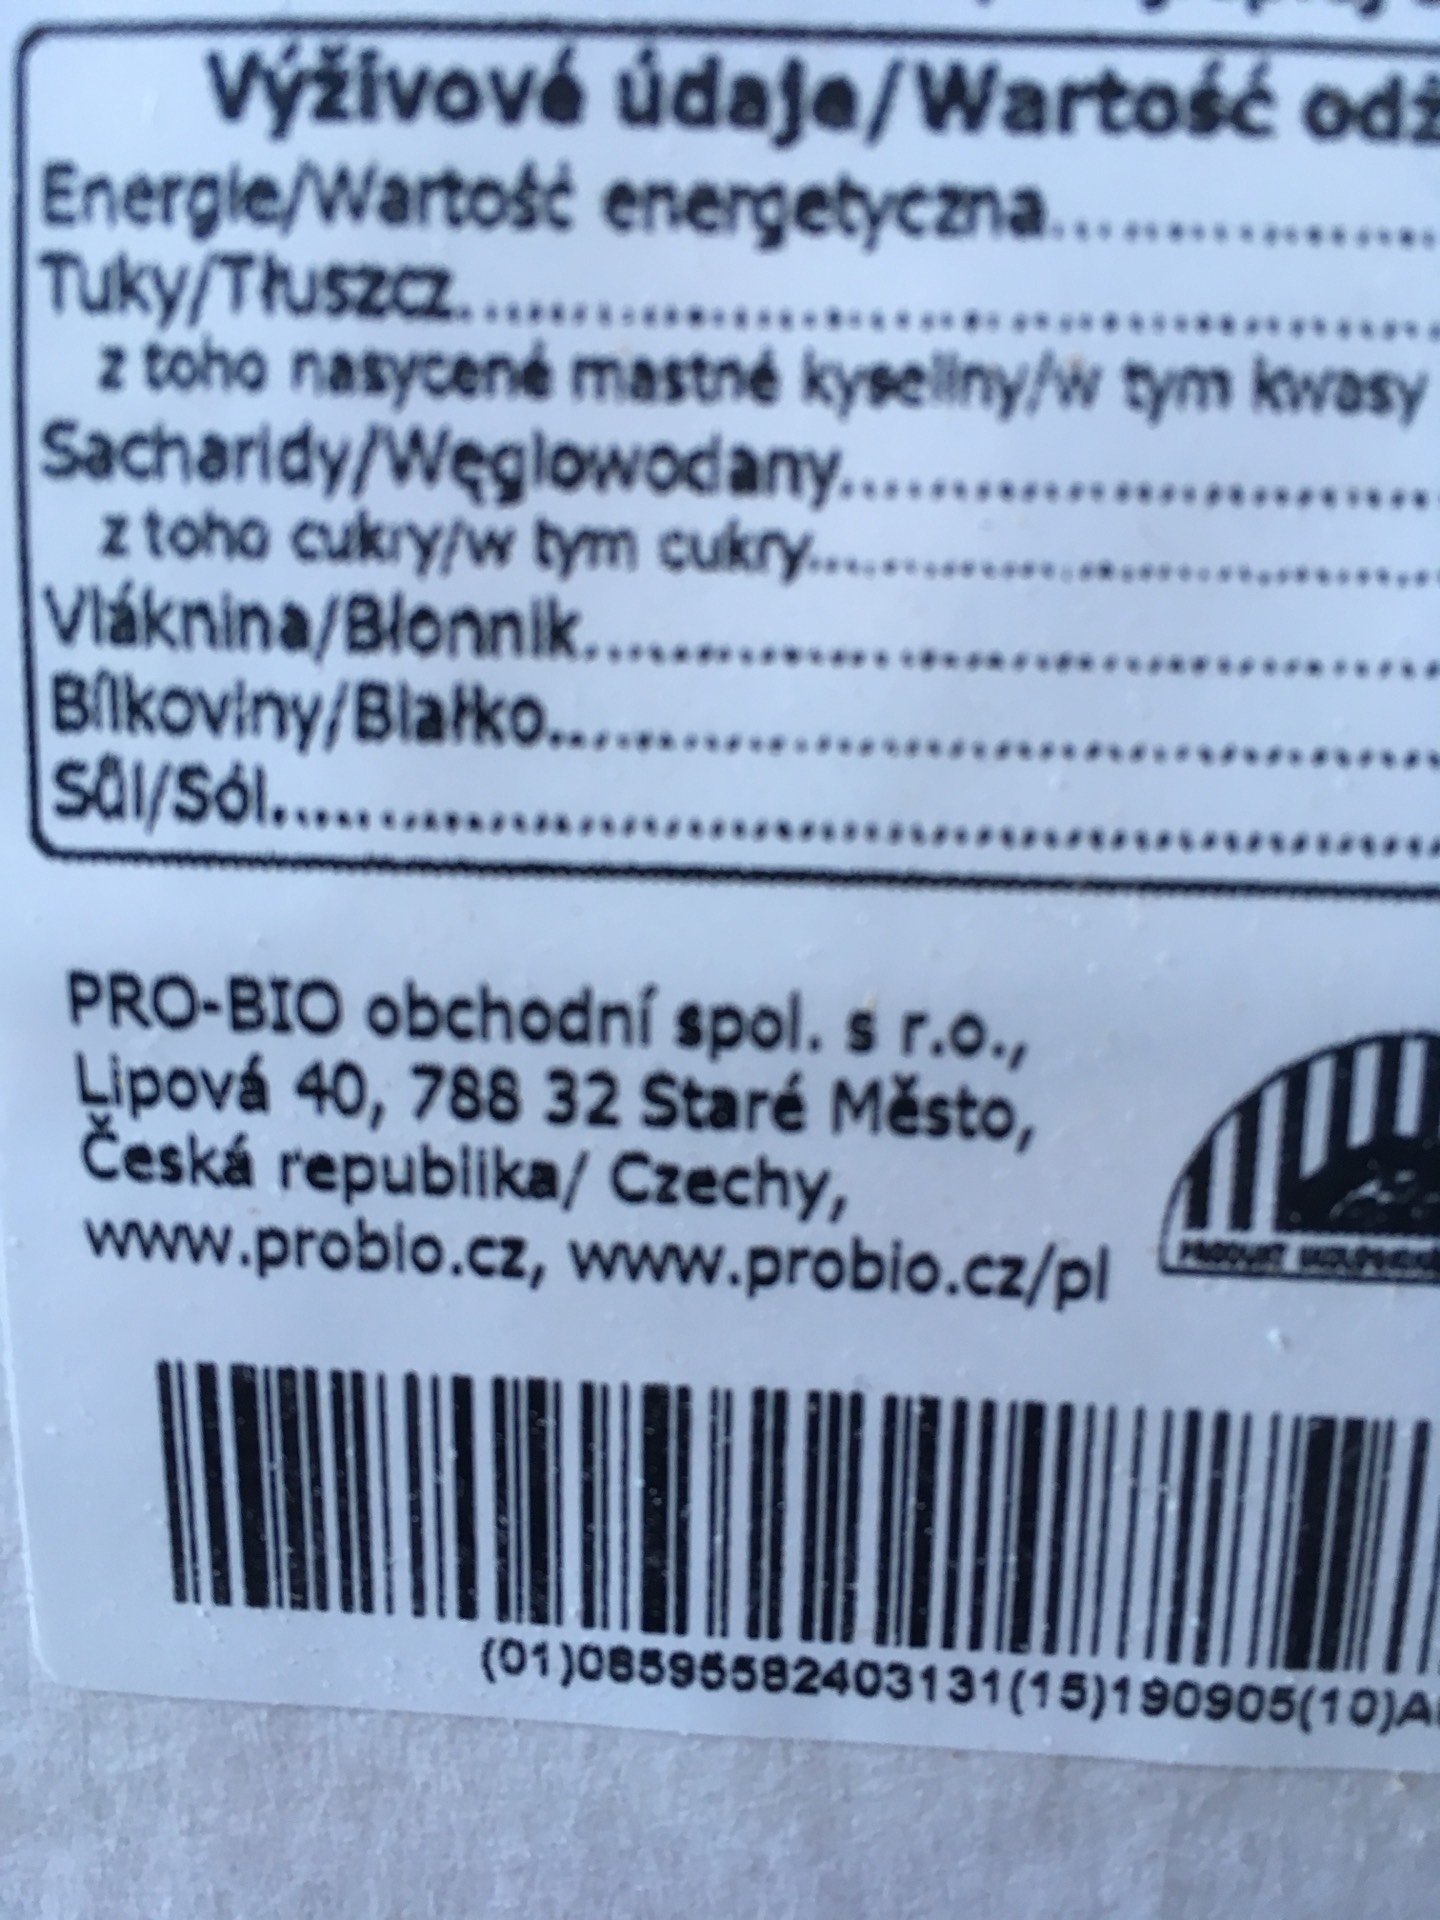 Výživové údaje/Wartość odż
Energie/Wartość energetyczna
Tuky/Tłuszcz
z toho nasycené mastné kyseliny/w tym kwasy
Sacharidy/Węglowodany
z toho cukry/w tym cukry
Vláknina/Błonnik
Bílkoviny/Białko
Sůl/Sól
PRO-BIO obchodní spol. s r.o.,
Lipová 40, 788 32 Staré Město,
Česká republika/ Czechy,
www.probio.cz, www.probio.cz/pl
PRODUKT
(01)08595582403131(15)190905(10)A